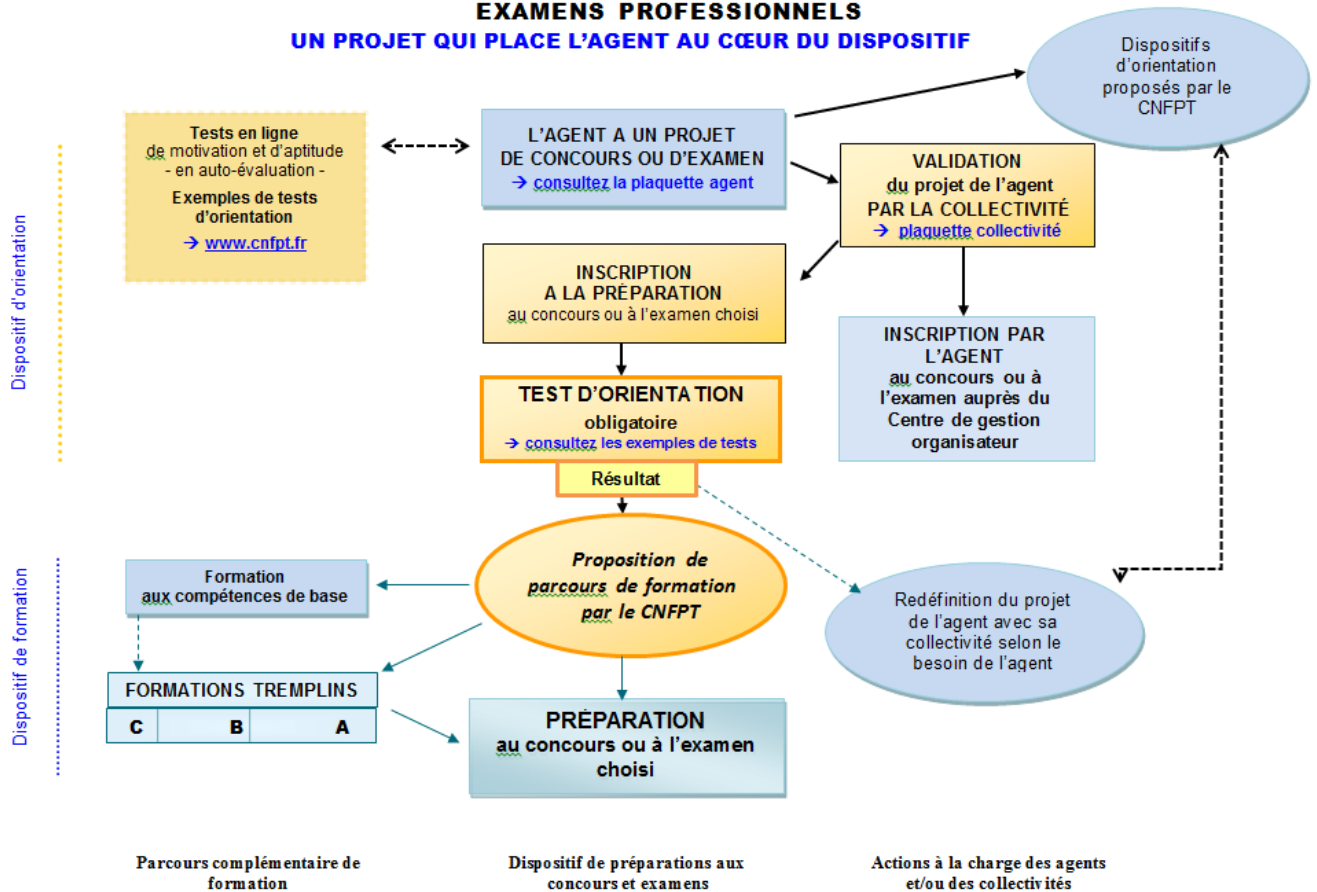 EXAMENS PROFESSIONNELS
UN PROJET QUI PLACE L'AGENT AU CŒUR DU DISPOSITIF
Dispositifs
d'orientation
proposés par le
CNFPT
Tests en ligne
de motivation et d'aptitude
- en auto-évaluation -
Exemples de tests
d'orientation
→ www.cnfpt.fr
L'AGENT A UN PROJET
DE CONCOURS OU D'EXAMEN
→ consultez la plaquette agent
VALIDATION
du projet de l'agent
PAR LA COLLECTIVITÉ
→ plaquette collectivité
Dispositif d'orientation
INSCRIPTION
A LA PRÉPARATION
au concours ou à l'examen choisi
INSCRIPTION PAR
L'AGENT
au concours ou à
l'examen auprès du
Centre de gestion
organisateur
TEST D'ORIENTATION
obligatoire
→ consultez les exemples de tests
Résultat
Dispositif de formation
Proposition de
parcours de formation
par le CNFPT
Formation
aux compétences de base
Redéfinition du projet
de l'agent avec sa
collectivité selon le
besoin de l'agent
FORMATIONS TREMPLINS
C B A
PRÉPARATION
au concours ou à l'examen
choisi
Parcours complémentaire de
formation
Dispositif de préparations aux
concours et examens
Actions à la charge des agents
et/ou des collectivités